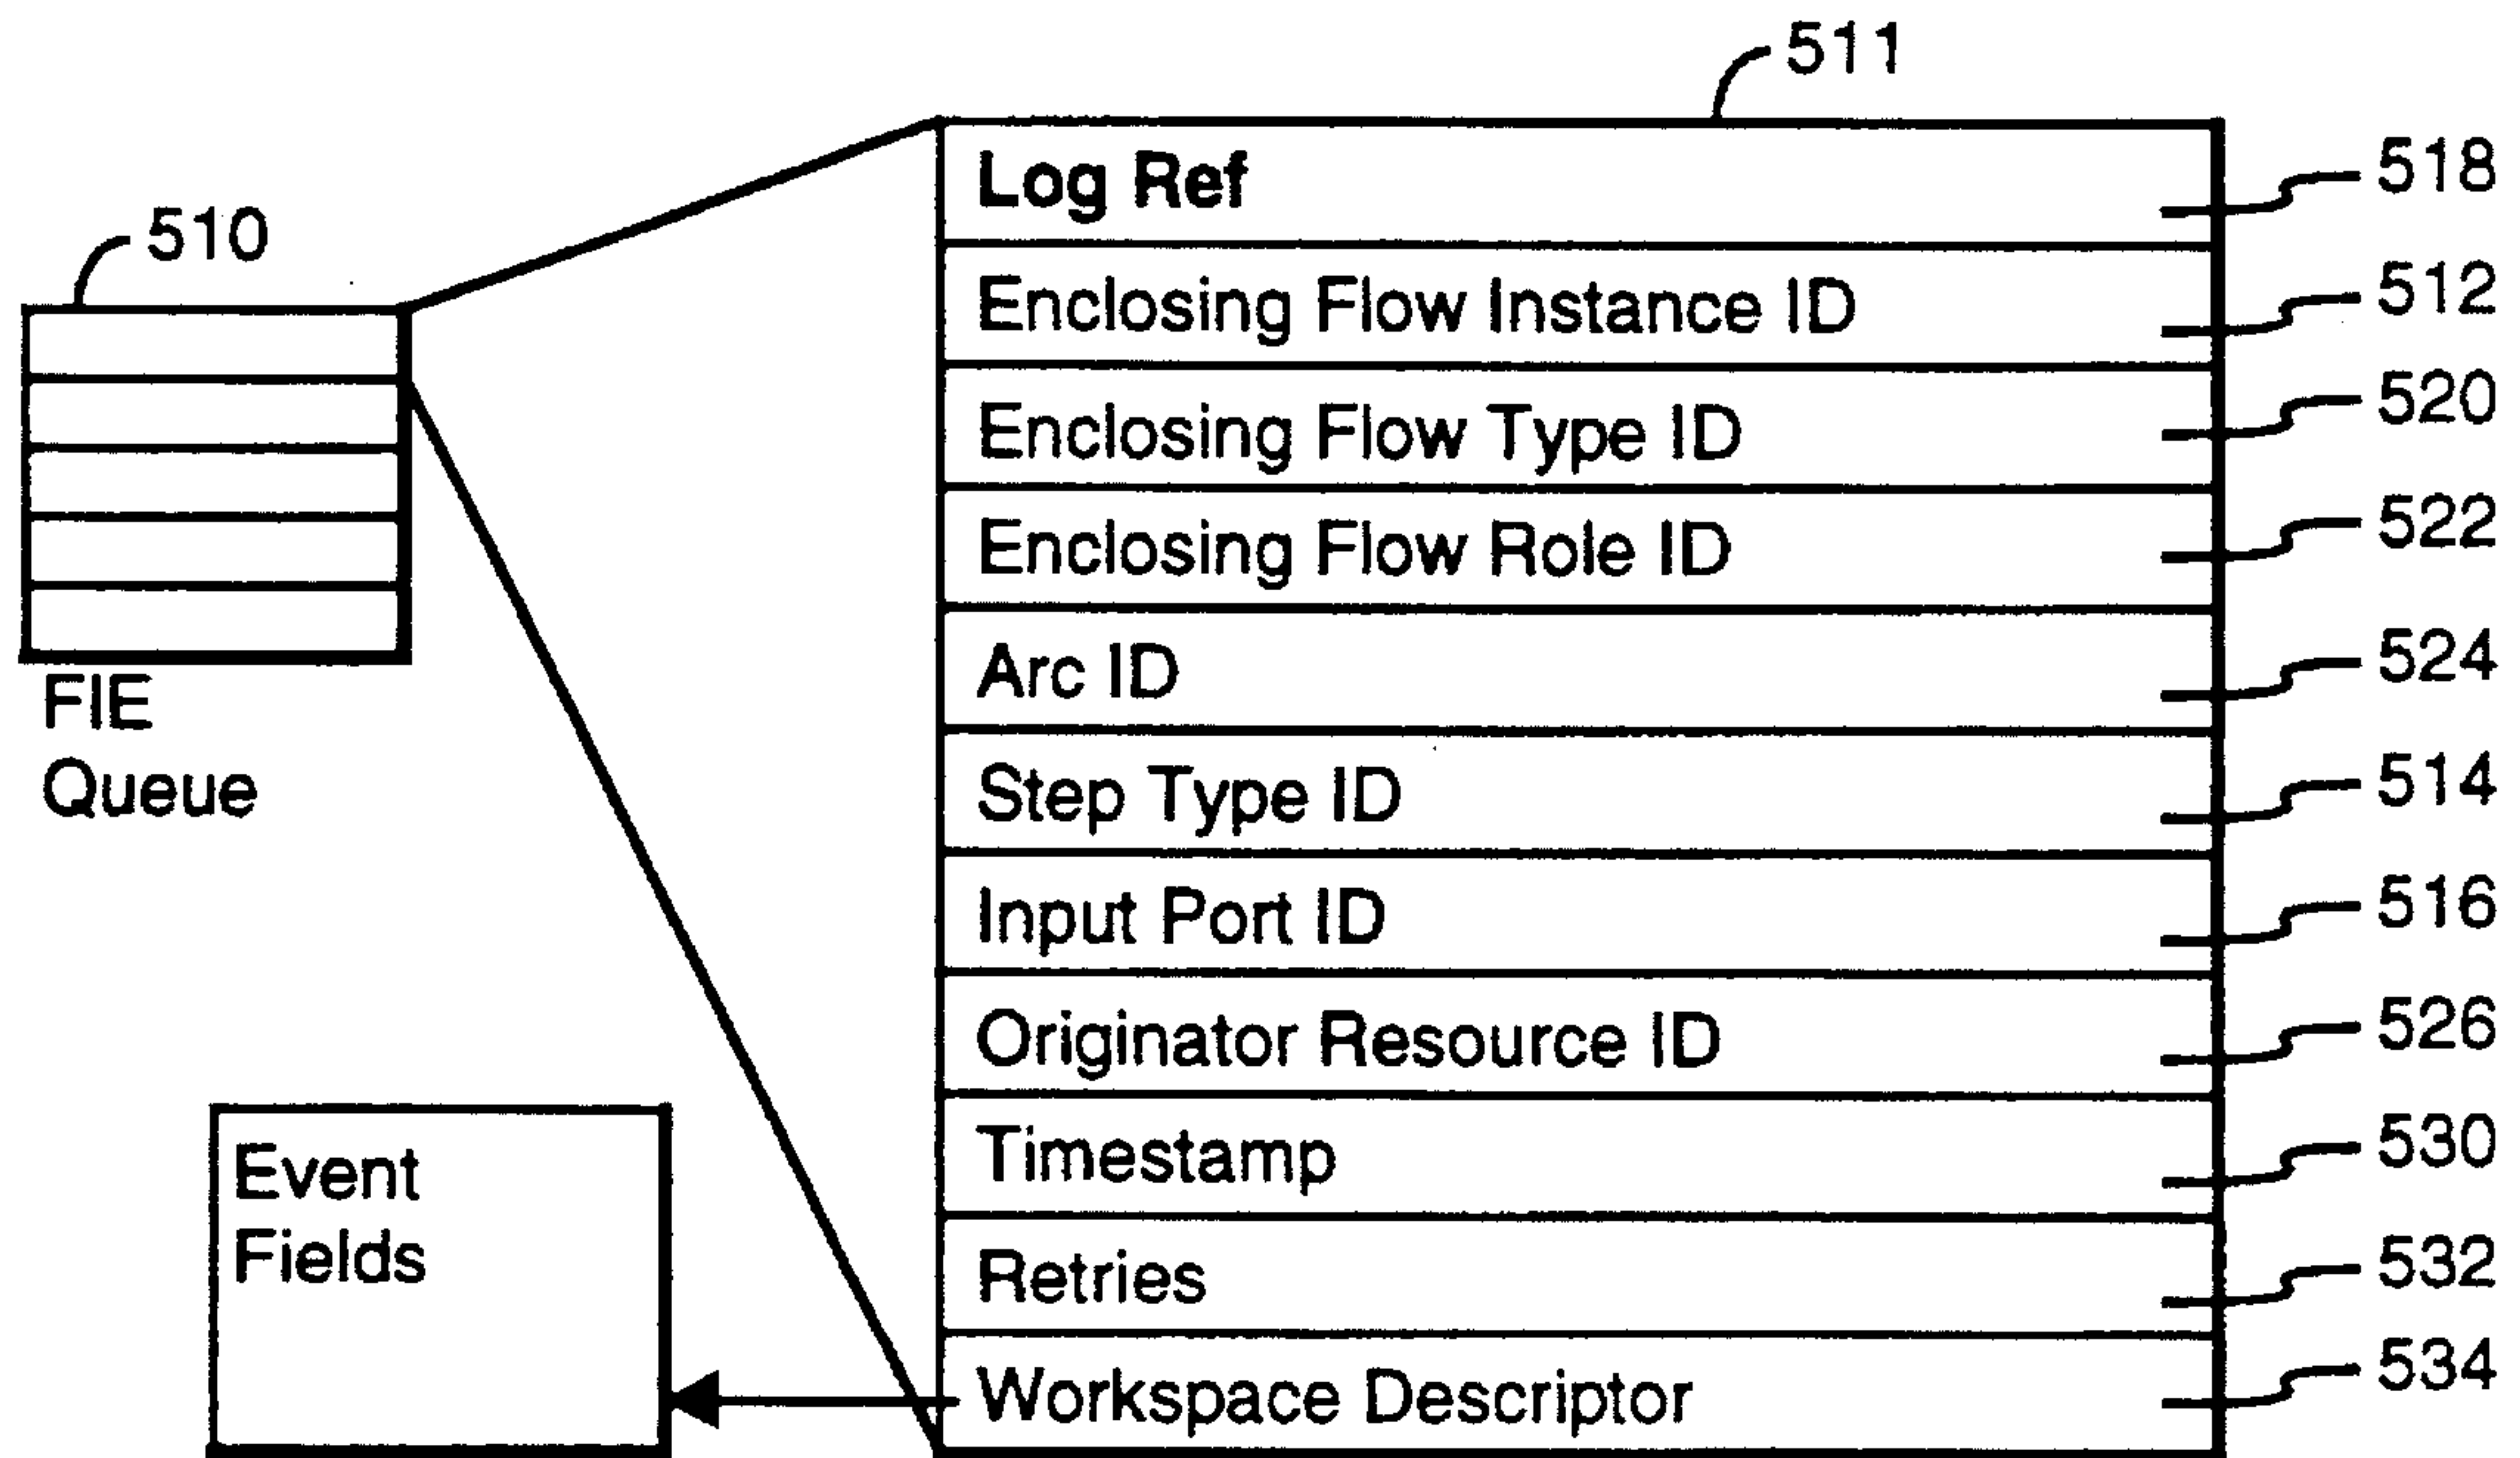 511
Log Ref 518
510
Enclosing Flow Instance ID 512
Enclosing Flow Type ID 520
Enclosing Flow Role ID 522
Arc ID 524
FIE
Queue
Step Type ID 514
Input Port ID 516
Originator Resource ID 526
Timestamp 530
Event
Fields
Retries 532
Workspace Descriptor 534